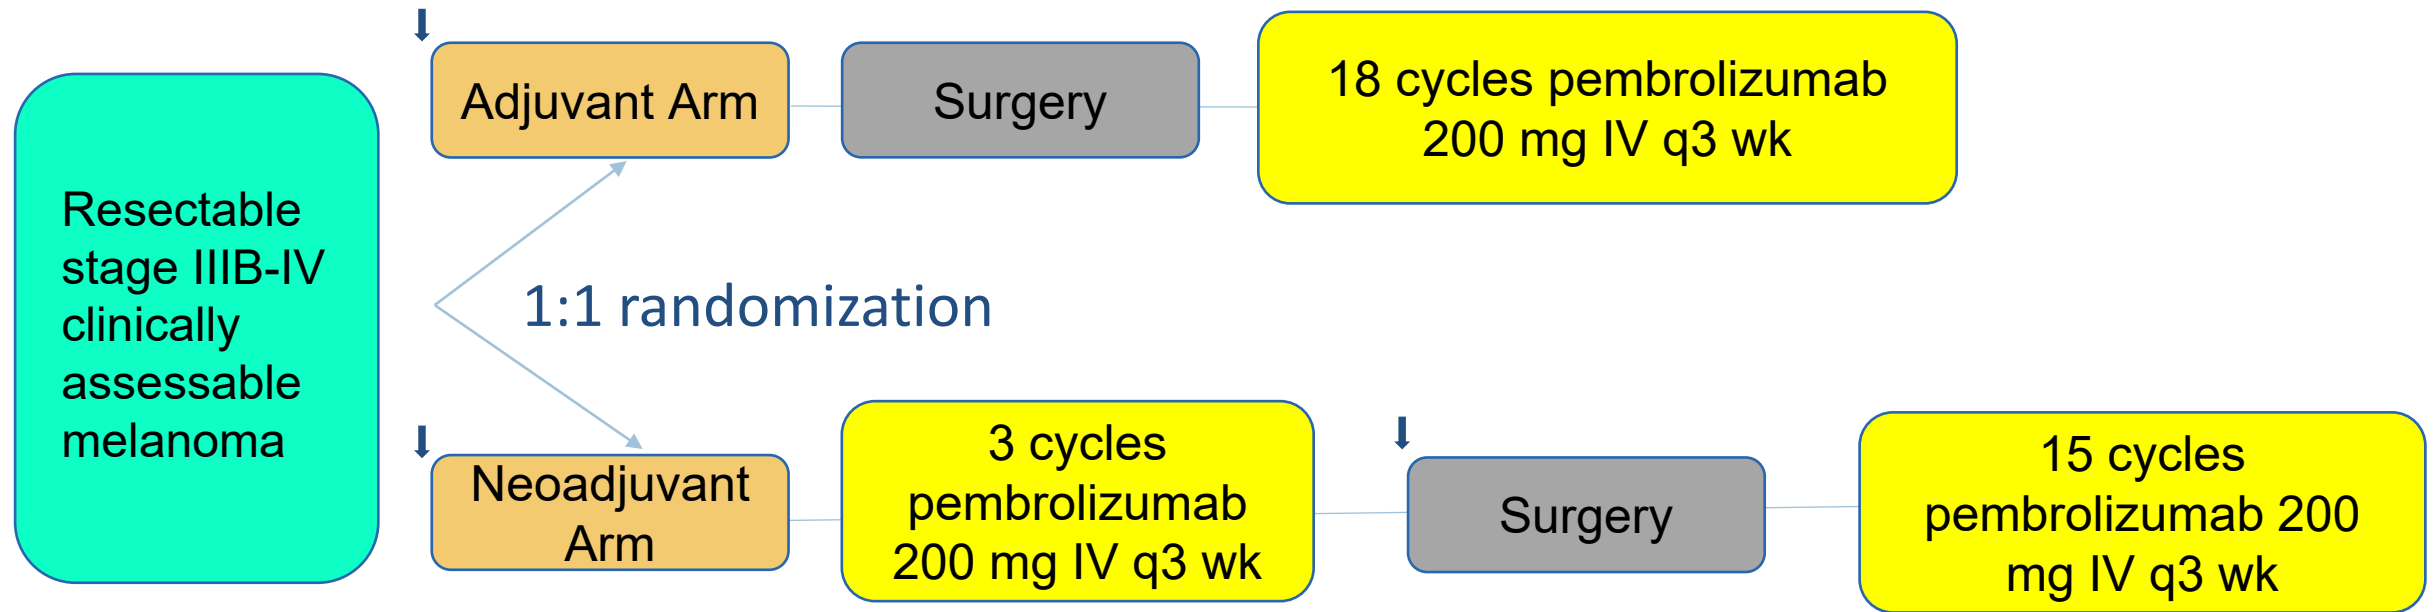 Resectable
stage IIIB-IV
clinically
assessable
melanoma
Adjuvant Arm
Surgery
18 cycles pembrolizumab
200 mg IV q3 wk
1:1 randomization
Neoadjuvant
Arm
3 cycles
pembrolizumab
200 mg IV q3 wk
Surgery
15 cycles
pembrolizumab 200
mg IV q3 wk